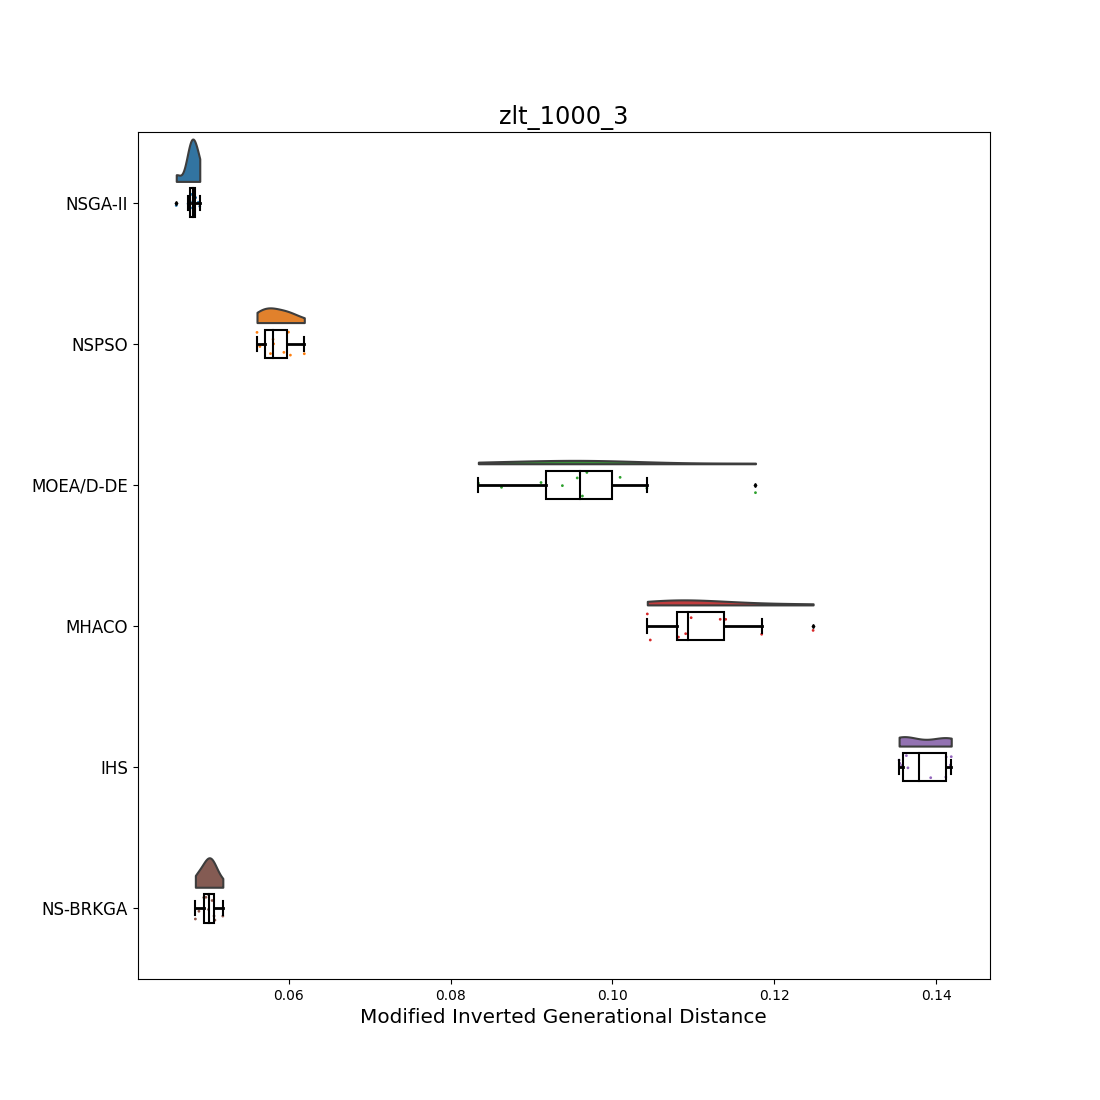 zlt_1000_3
NSGA-II
NSPSO
MOEA/D-DE
MHACO
IHS
NS-BRKGA
0.06 0.08 0.10 0.12 0.14
Modified Inverted Generational Distance